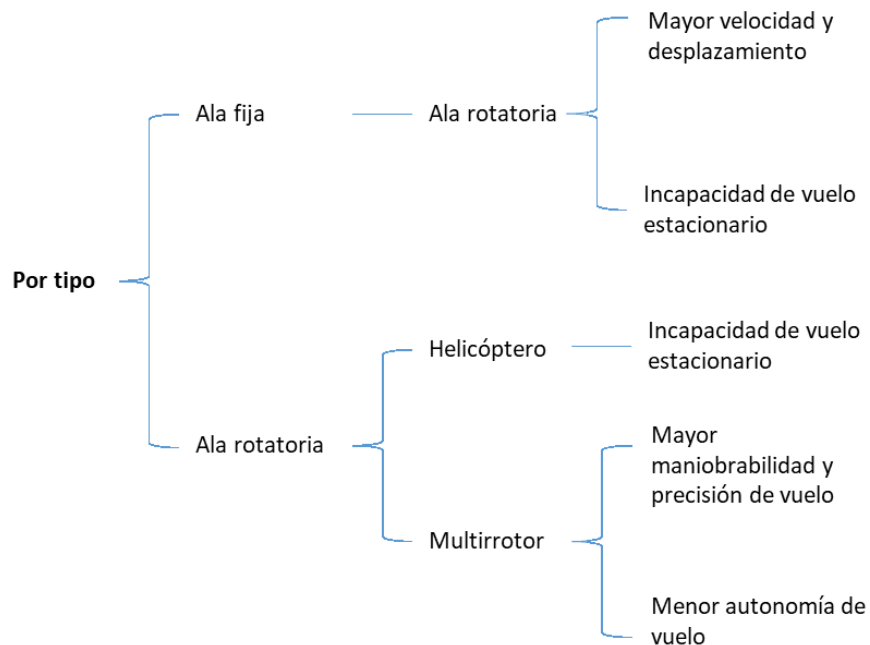 Por tipo
Ala fija
Ala rotatoria
Mayor velocidad y
desplazamiento
Incapacidad de vuelo
estacionario
Ala rotatoria
Helicóptero
Incapacidad de vuelo
estacionario
Multirrotor
Mayor
maniobrabilidad y
precisión de vuelo
Menor autonomía de
vuelo